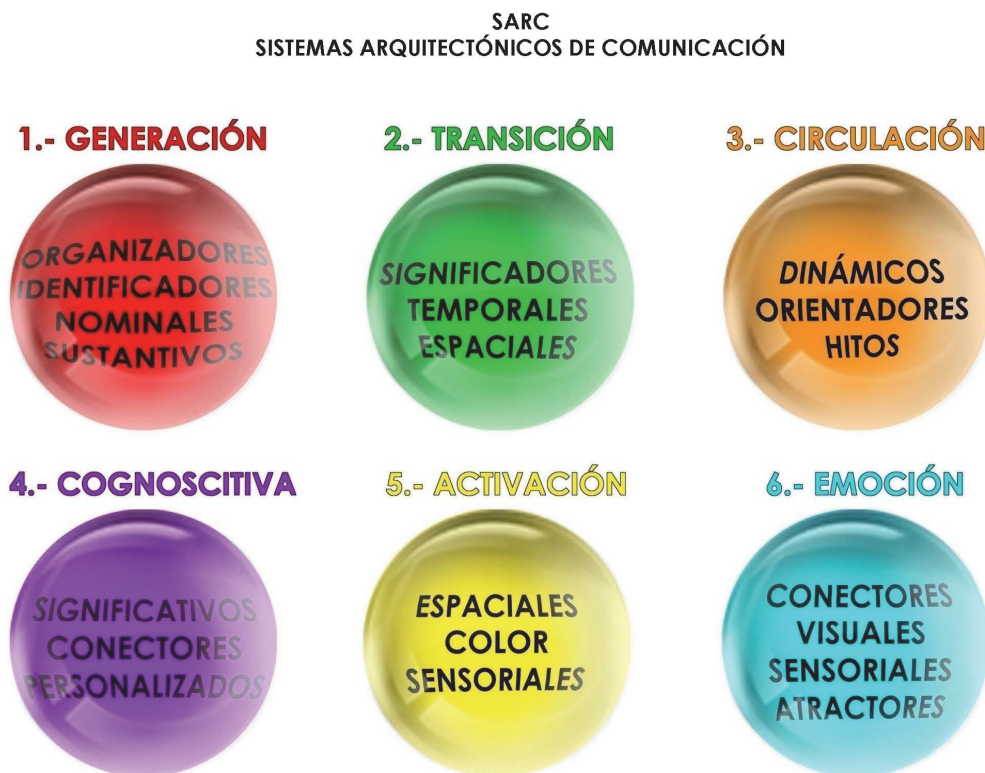 SARC
SISTEMAS ARQUITECTÓNICOS DE COMUNICACIÓN
1.- GENERACIÓN
ORGANIZADORES
IDENTIFICADORES
NOMINALES
SUSTANTIVOS
2.- TRANSICIÓN
SIGNIFICADORES
TEMPORALES
ESPACIALES
3.- CIRCULACIÓN
DINÁMICOS
ORIENTADORES
HITOS
4.- COGNOSCITIVA
SIGNIFICATIVOS
CONECTORES
PERSONALIZADOS
5.- ACTIVACIÓN
ESPACIALES
COLOR
SENSORIALES
6.- EMOCIÓN
CONECTORES
VISUALES
SENSORIALES
ATRACTORES